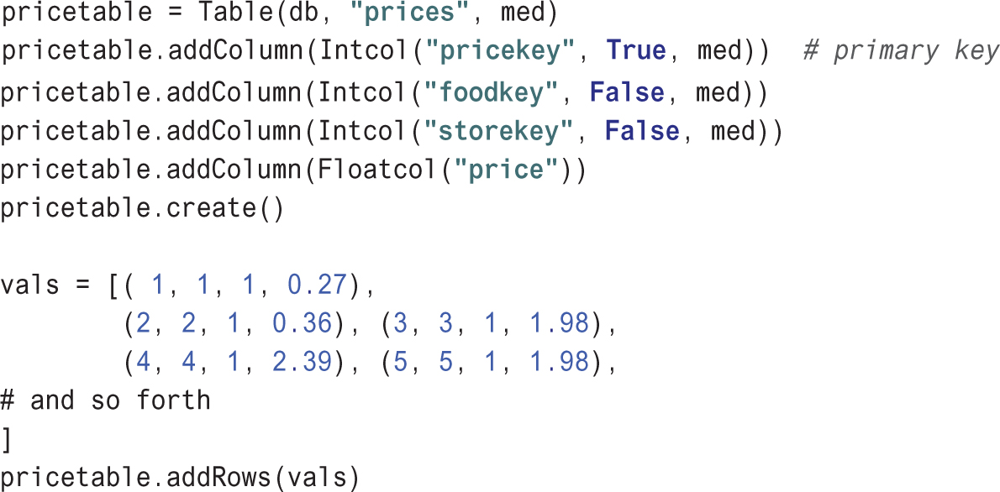 pricetable = Table(db, "prices", med)
pricetable.addColumn(Intcol("pricekey", True, med))  # primary key
pricetable.addColumn(Intcol("foodkey", False, med))
pricetable.addColumn(Intcol("storekey", False, med))
pricetable.addColumn(Floatcol("price"))
pricetable.create()

vals = [( 1, 1, 1, 0.27),
        (2, 2, 1, 0.36), (3, 3, 1, 1.98),
        (4, 4, 1, 2.39), (5, 5, 1, 1.98),
# and so forth
]
pricetable.addRows(vals)